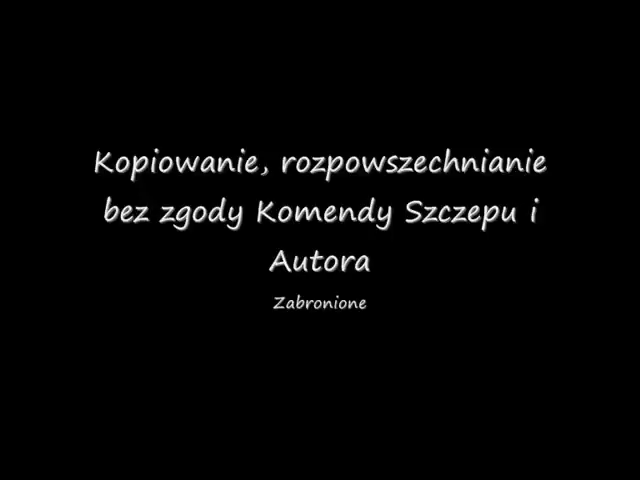 Kopiowanie, rozpowszechnianie
bez zgody Komendy Szczepu i
Autora
Zabronione